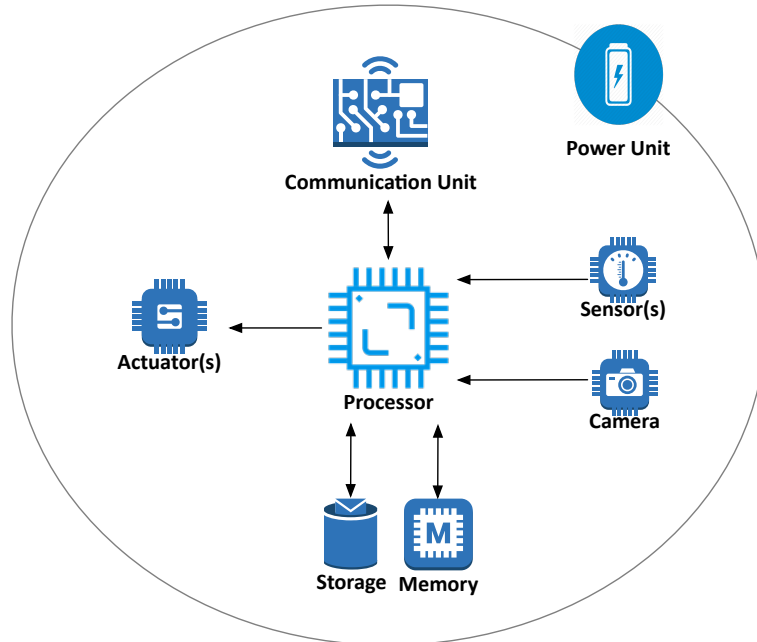 Power Unit
Communication Unit
Sensor(s)
Actuator(s)
Processor
Camera
M
Storage
Memory